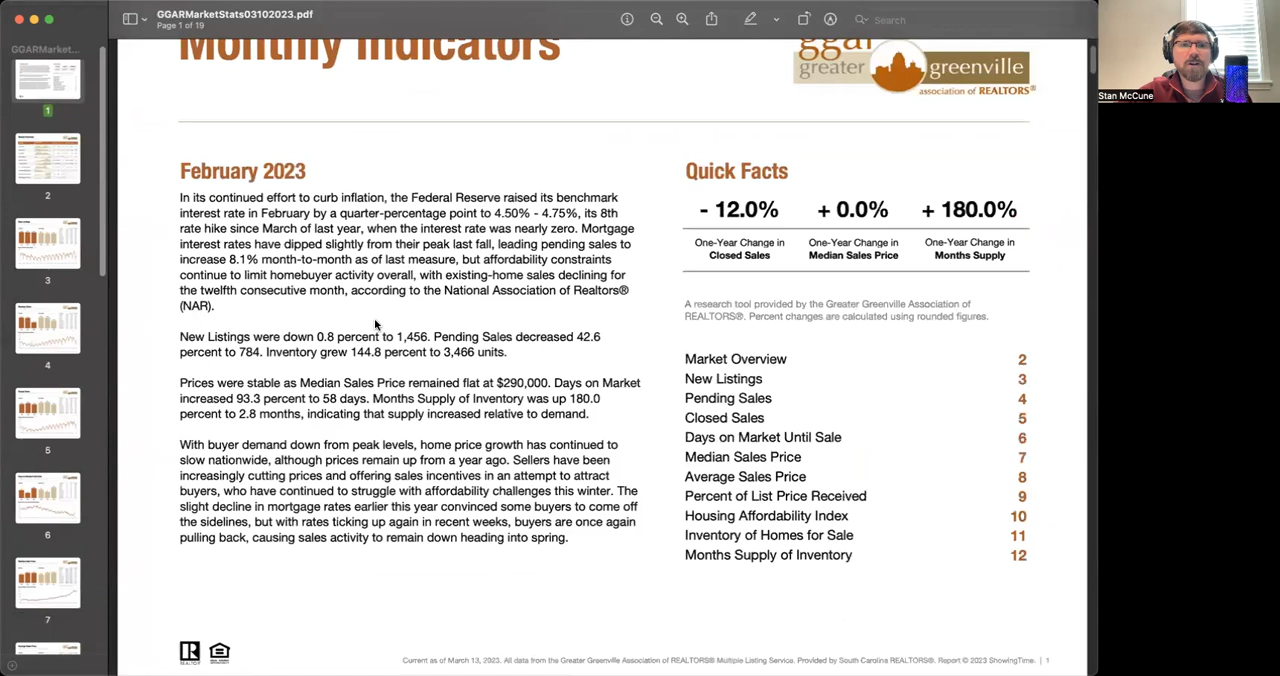 GGARMarketStats03102023.pdf
Page 1 of 19
Search
GGARMarket...
1
2
3
4
5
6
7
Stan McCune
Monthly Indicators
ggar
greater greenville
association of REALTORS®
February 2023
In its continued effort to curb inflation, the Federal Reserve raised its benchmark
interest rate in February by a quarter-percentage point to 4.50% - 4.75%, its 8th
rate hike since March of last year, when the interest rate was nearly zero. Mortgage
interest rates have dipped slightly from their peak last fall, leading pending sales to
increase 8.1% month-to-month as of last measure, but affordability constraints
continue to limit homebuyer activity overall, with existing-home sales declining for
the twelfth consecutive month, according to the National Association of Realtors®
(NAR).
New Listings were down 0.8 percent to 1,456. Pending Sales decreased 42.6
percent to 784. Inventory grew 144.8 percent to 3,466 units.
Prices were stable as Median Sales Price remained flat at $290,000. Days on Market
increased 93.3 percent to 58 days. Months Supply of Inventory was up 180.0
percent to 2.8 months, indicating that supply increased relative to demand.
With buyer demand down from peak levels, home price growth has continued to
slow nationwide, although prices remain up from a year ago. Sellers have been
increasingly cutting prices and offering sales incentives in an attempt to attract
buyers, who have continued to struggle with affordability challenges this winter. The
slight decline in mortgage rates earlier this year convinced some buyers to come off
the sidelines, but with rates ticking up again in recent weeks, buyers are once again
pulling back, causing sales activity to remain down heading into spring.
Quick Facts
- 12.0% + 0.0% + 180.0%
One-Year Change in One-Year Change in One-Year Change in
Closed Sales Median Sales Price Months Supply
A research tool provided by the Greater Greenville Association of
REALTORS®. Percent changes are calculated using rounded figures.
Market Overview 2
New Listings 3
Pending Sales 4
Closed Sales 5
Days on Market Until Sale 6
Median Sales Price 7
Average Sales Price 8
Percent of List Price Received 9
Housing Affordability Index 10
Inventory of Homes for Sale 11
Months Supply of Inventory 12
Current as of March 13, 2023. All data from the Greater Greenville Association of REALTORS® Multiple Listing Service. Provided by South Carolina REALTORS®. Report © 2023 ShowingTime. | 1